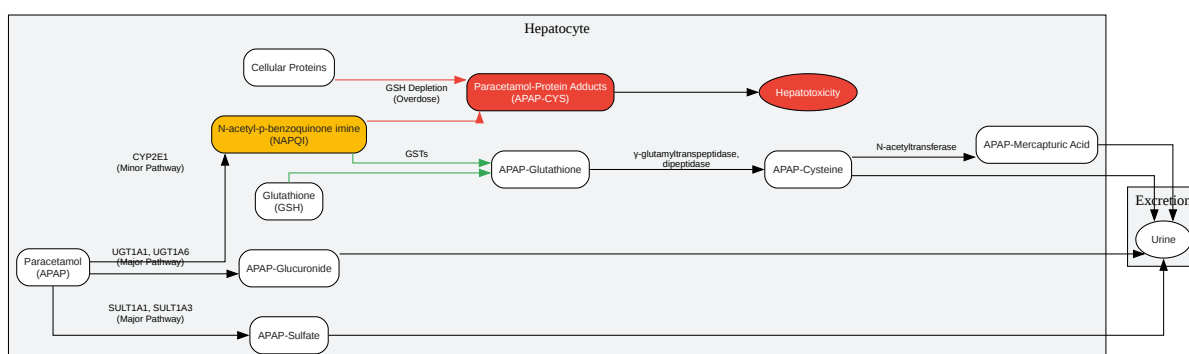 Hepatocyte
Cellular Proteins
GSH Depletion
(Overdose)
Paracetamol-Protein Adducts
(APAP-CYS)
Hepatotoxicity
N-acetyl-p-benzoquinone imine
(NAPQI)
CYP2E1
(Minor Pathway)
GSTs
APAP-Glutathione
γ-glutamyltranspeptidase,
dipeptidase
APAP-Cysteine
N-acetyltransferase
APAP-Mercapturic Acid
Glutathione
(GSH)
Excretion
Urine
Paracetamol
(APAP)
UGT1A1, UGT1A6
(Major Pathway)
APAP-Glucuronide
SULT1A1, SULT1A3
(Major Pathway)
APAP-Sulfate